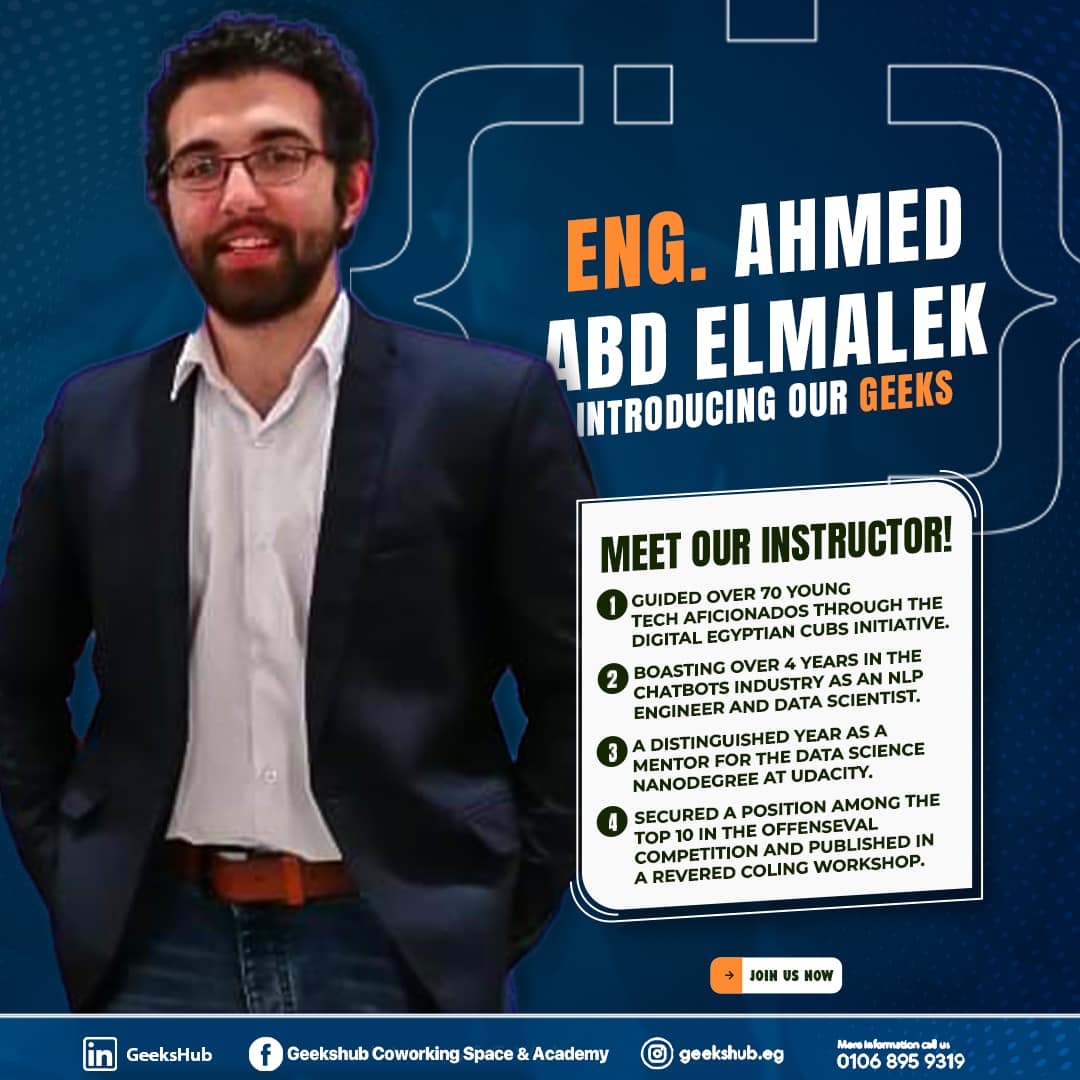 ENG. AHMED
ABD ELMALEK
INTRODUCING OUR GEEKS
MEET OUR INSTRUCTOR!
1 GUIDED OVER 70 YOUNG
TECH AFICIONADOS THROUGH THE
DIGITAL EGYPTIAN CUBS INITIATIVE.
2 BOASTING OVER 4 YEARS IN THE
CHATBOTS INDUSTRY AS AN NLP
ENGINEER AND DATA SCIENTIST.
3 A DISTINGUISHED YEAR AS A
MENTOR FOR THE DATA SCIENCE
NANODEGREE AT UDACITY.
4 SECURED A POSITION AMONG THE
TOP 10 IN THE OFFENSEVAL
COMPETITION AND PUBLISHED IN
A REVERED COLING WORKSHOP.
→ JOIN US NOW
in GeeksHub
f Geekshub Coworking Space & Academy
geekshub.eg
More Information call us
0106 895 9319